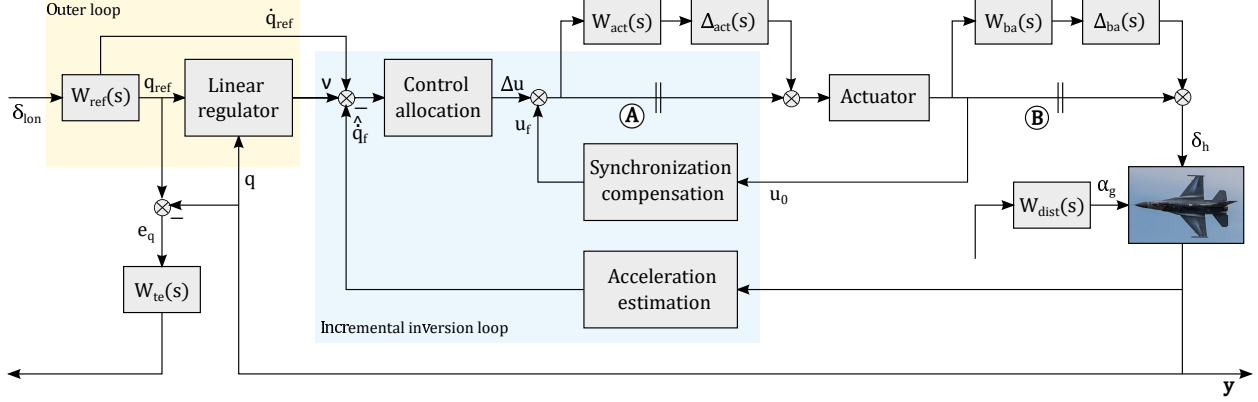 Outer loop
q̇ref
Wact(s)
Δact(s)
Wba(s)
Δba(s)
δlon
Wref(s)
qref
Linear
regulator
ν
–
q̂̇f
Control
allocation
Δu
uf
A
Actuator
B
δh
q
Synchronization
compensation
u0
Wdist(s)
αg
–
eq
Wte(s)
Acceleration
estimation
Incremental inversion loop
y